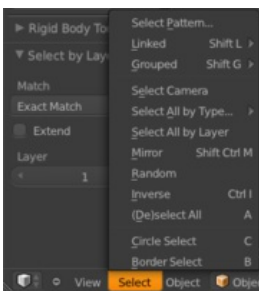 Rigid Body To
Select by Lay
Match
Exact Match
Extend
Layer
1
Select Pattern...
Linked Shift L
Grouped Shift G
Select Camera
Select All by Type...
Select All by Layer
Mirror Shift Ctrl M
Random
Inverse Ctrl I
(De)select All A
Circle Select C
Border Select B
View Select Object Obje